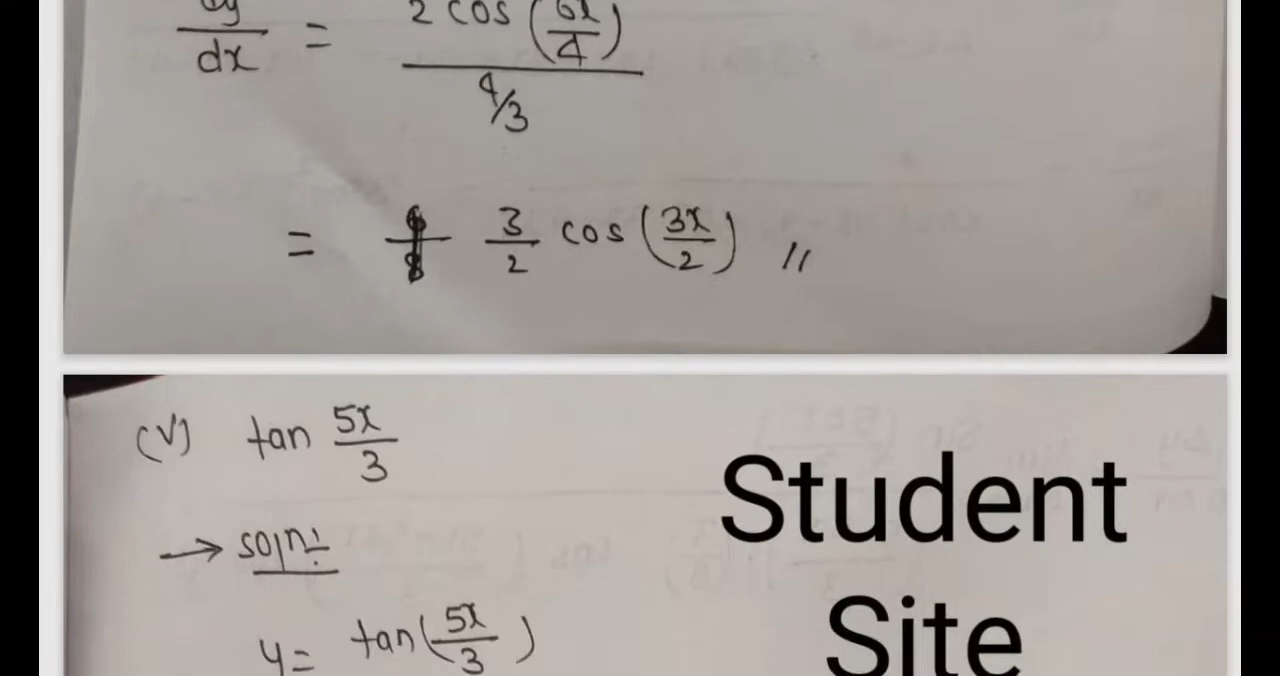 dy/dx = 2 cos (6x/4) / 4/3
= 3/2 cos (3x/2) //
(V) tan 5x/3
→ soln:
y = tan (5x/3)
Student
Site